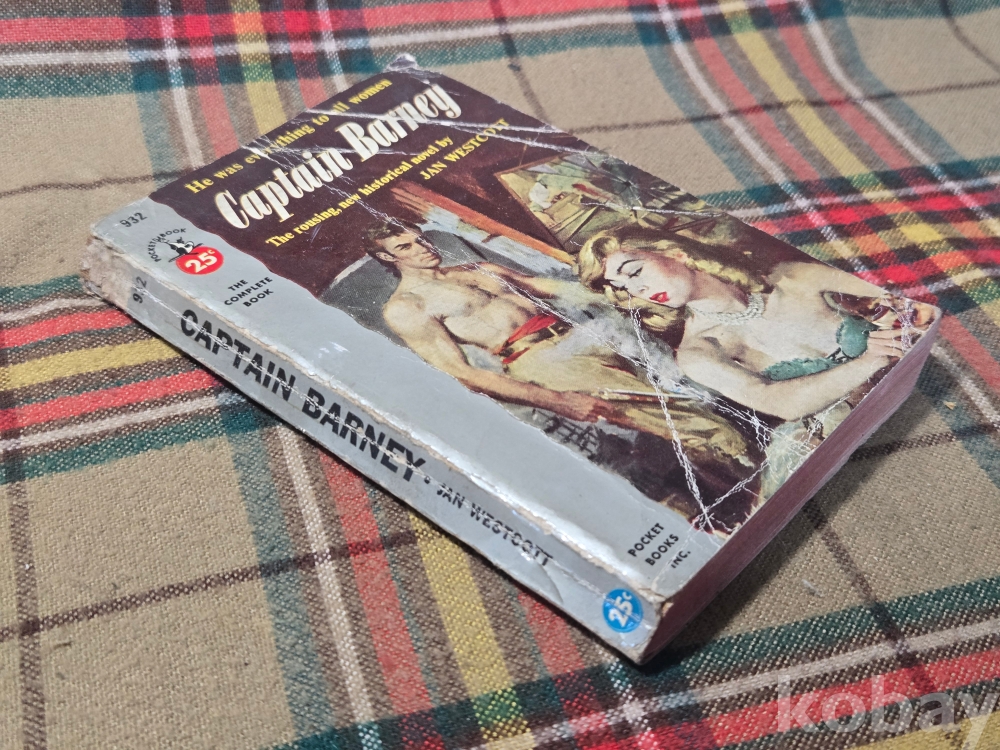 He was everything to all women
Captain Barney
The rousing, new historical novel by
JAN WESTCOTT
932
POCKET BOOK
25¢
THE
COMPLETE
BOOK
932
CAPTAIN BARNEY • JAN WESTCOTT
25¢
POCKET
BOOKS
INC.
kobay